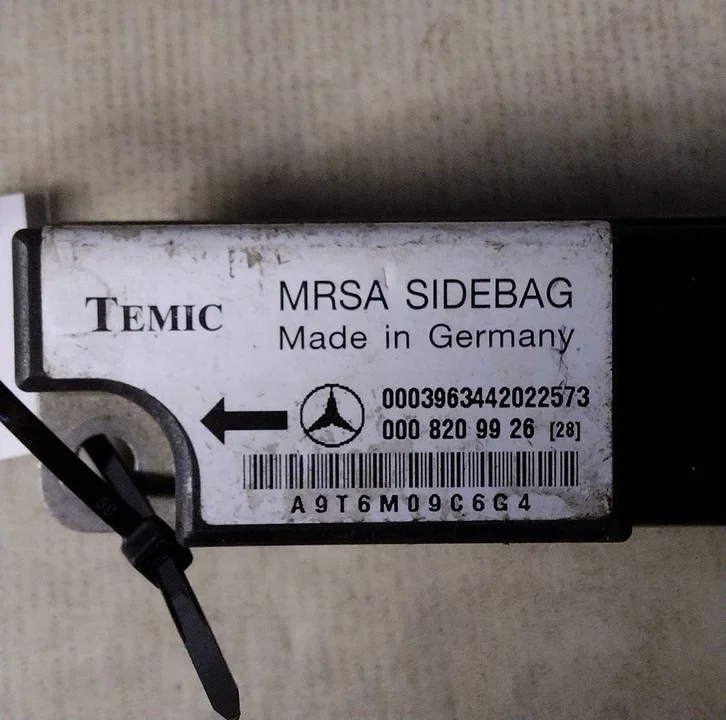 TEMIC
MRSA SIDEBAG
Made in Germany
0003963442022573
000 820 99 26 [28]
A9T6M09C6G4